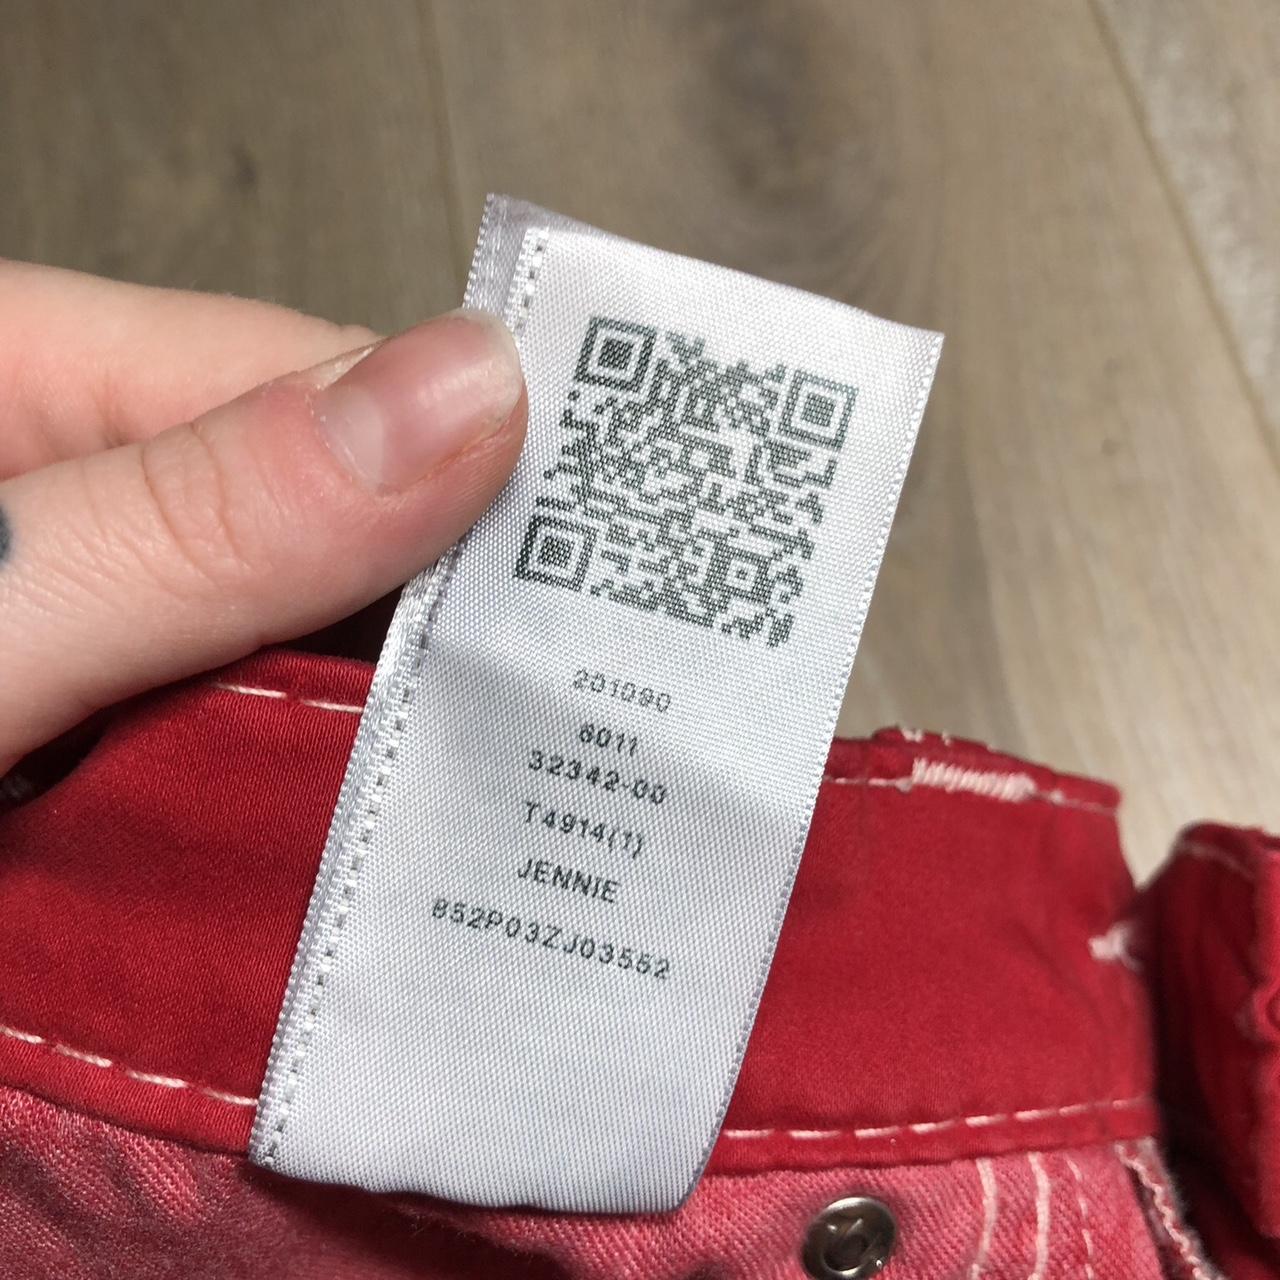 201090
6011
32342-00
T4914(1)
JENNIE
852P03ZJ03552